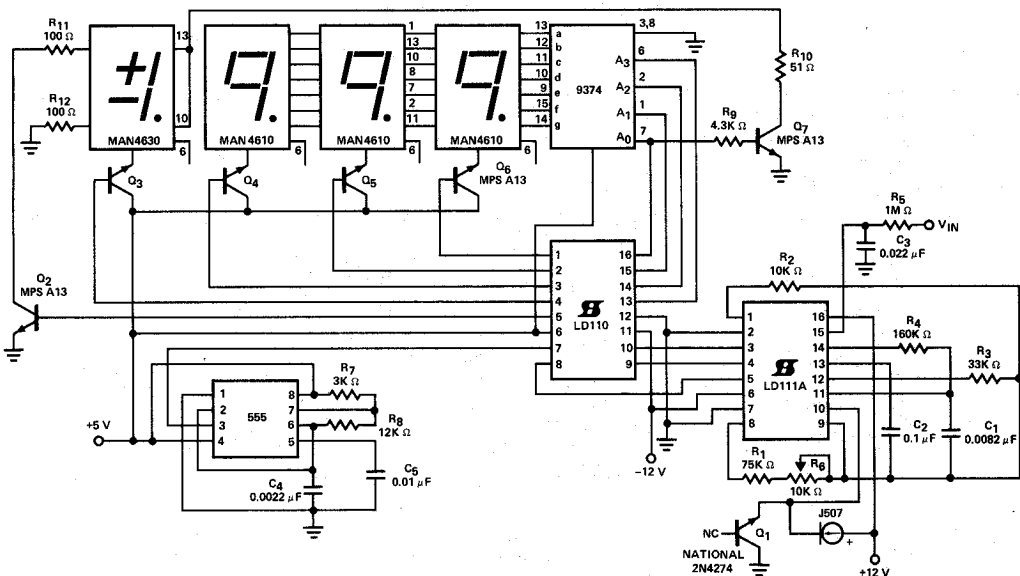 R11
100 Ω
R12
100 Ω
13
10
MAN4630
6
MAN4610
6
MAN4610
6
1
13
10
8
7
2
11
MAN4610
6
13
12
11
10
9
15
14
a
b
c
d
e
f
g
9374
A3
A2
A1
A0
3,8
6
2
1
7
R9
4.3K Ω
R10
51 Ω
Q7
MPS A13
Q3
Q4
Q5
Q6
MPS A13
Q2
MPS A13
1
2
3
4
5
6
7
8
LD110
16
15
14
13
12
11
10
9
R5
1M Ω
VIN
C3
0.022 µF
R2
10K Ω
1
2
3
4
5
6
7
8
LD111A
16
15
14
13
12
11
10
9
R4
160K Ω
R3
33K Ω
C2
0.1 µF
C1
0.0082 µF
R1
75K Ω
R6
10K Ω
−12 V
J507
+
+12 V
NC
Q1
NATIONAL
2N4274
+5 V
1
2
3
4
555
8
7
6
5
R7
3K Ω
R8
12K Ω
C4
0.0022 µF
C5
0.01 µF